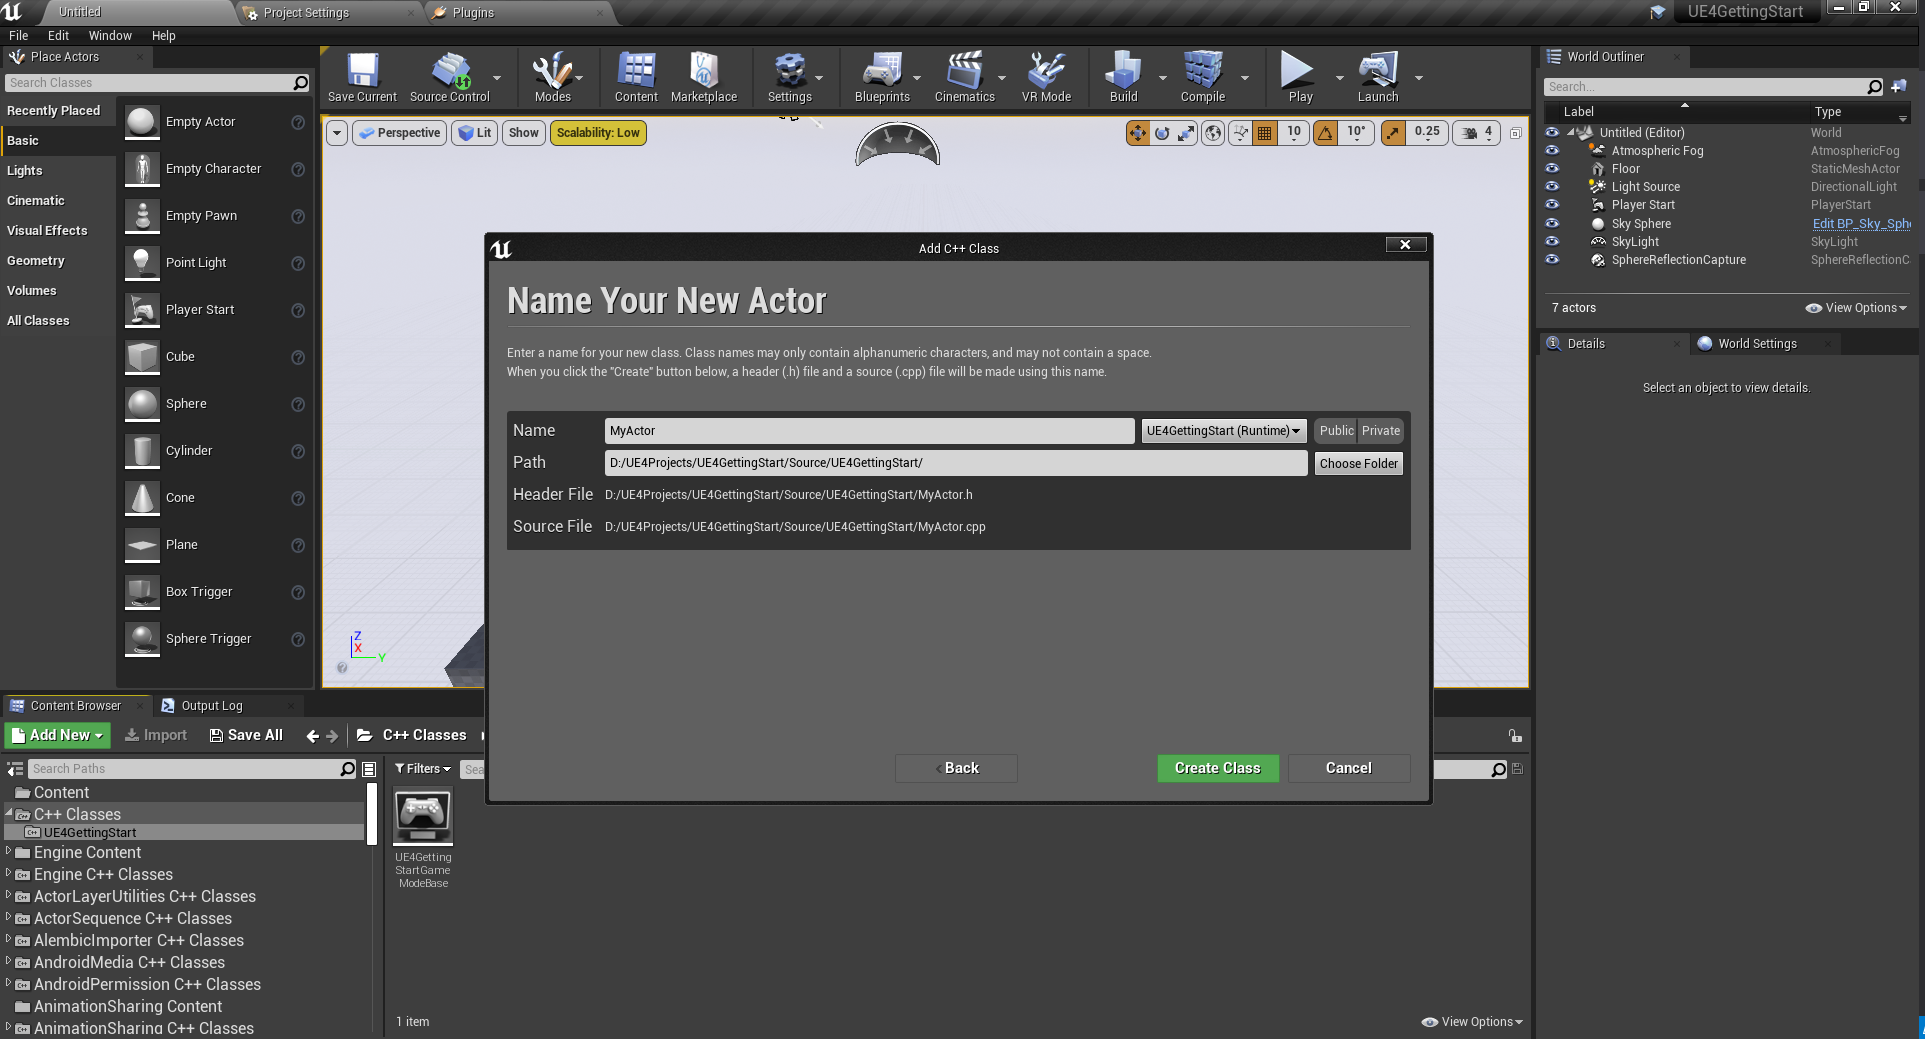 Untitled
Project Settings
Plugins
UE4GettingStart
File Edit Window Help
Place Actors
Search Classes
Recently Placed
Basic
Lights
Cinematic
Visual Effects
Geometry
Volumes
All Classes
Empty Actor
Empty Character
Empty Pawn
Point Light
Player Start
Cube
Sphere
Cylinder
Cone
Plane
Box Trigger
Sphere Trigger
Save Current
Source Control
Modes
Content
Marketplace
Settings
Blueprints
Cinematics
VR Mode
Build
Compile
Play
Launch
Perspective
Lit
Show
Scalability: Low
10
10°
0.25
4
Z
X
Y
World Outliner
Search...
Label Type
Untitled (Editor) World
Atmospheric Fog AtmosphericFog
Floor StaticMeshActor
Light Source DirectionalLight
Player Start PlayerStart
Sky Sphere Edit BP_Sky_Sph
SkyLight SkyLight
SphereReflectionCapture SphereReflectionC
7 actors
View Options
Details
World Settings
Select an object to view details.
Add C++ Class
Name Your New Actor
Enter a name for your new class. Class names may only contain alphanumeric characters, and may not contain a space.
When you click the "Create" button below, a header (.h) file and a source (.cpp) file will be made using this name.
Name MyActor UE4GettingStart (Runtime) Public Private
Path D:/UE4Projects/UE4GettingStart/Source/UE4GettingStart/ Choose Folder
Header File D:/UE4Projects/UE4GettingStart/Source/UE4GettingStart/MyActor.h
Source File D:/UE4Projects/UE4GettingStart/Source/UE4GettingStart/MyActor.cpp
Back
Create Class
Cancel
Content Browser
Output Log
Add New
Import
Save All
C++ Classes
Search Paths
Filters
Sea
Content
C++ Classes
UE4GettingStart
Engine Content
Engine C++ Classes
ActorLayerUtilities C++ Classes
ActorSequence C++ Classes
AlembicImporter C++ Classes
AndroidMedia C++ Classes
AndroidPermission C++ Classes
AnimationSharing Content
AnimationSharing C++ Classes
UE4Getting
StartGame
ModeBase
1 item
View Options